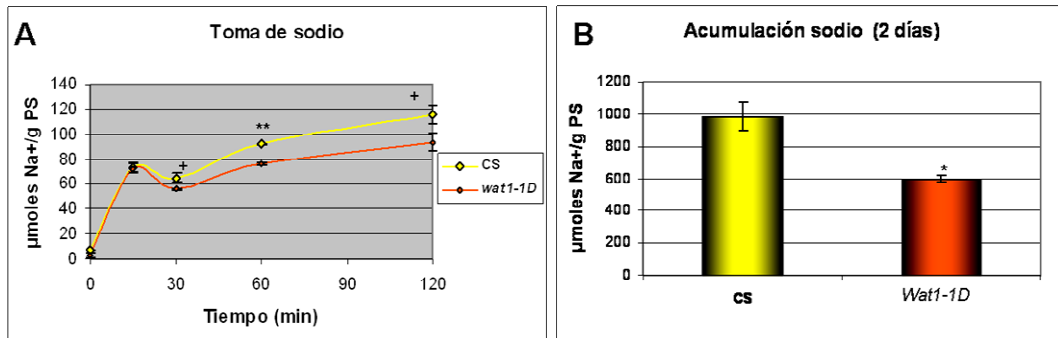 A
Toma de sodio
µmoles Na+/g PS
140
120
100
80
60
40
20
0
+
**
+
0
30
60
90
120
Tiempo (min)
CS
wat1-1D
B
Acumulación sodio (2 días)
µmoles Na+/g PS
1200
1000
800
600
400
200
0
*
cs
Wat1-1D